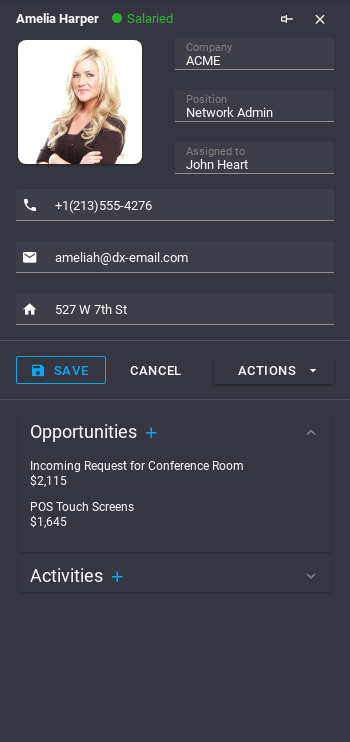 Amelia Harper Salaried
Company
ACME
Position
Network Admin
Assigned to
John Heart
+1(213)555-4276
ameliah@dx-email.com
527 W 7th St
SAVE CANCEL ACTIONS
Opportunities
Incoming Request for Conference Room
$2,115
POS Touch Screens
$1,645
Activities